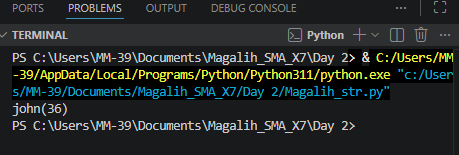 PORTS PROBLEMS OUTPUT DEBUG CONSOLE ...
TERMINAL Python
PS C:\Users\MM-39\Documents\Magalih_SMA_X7\Day 2> & C:/Users/MM
-39/AppData/Local/Programs/Python/Python311/python.exe "c:/User
s/MM-39/Documents/Magalih_SMA_X7/Day 2/Magalih_str.py"
john(36)
PS C:\Users\MM-39\Documents\Magalih_SMA_X7\Day 2>